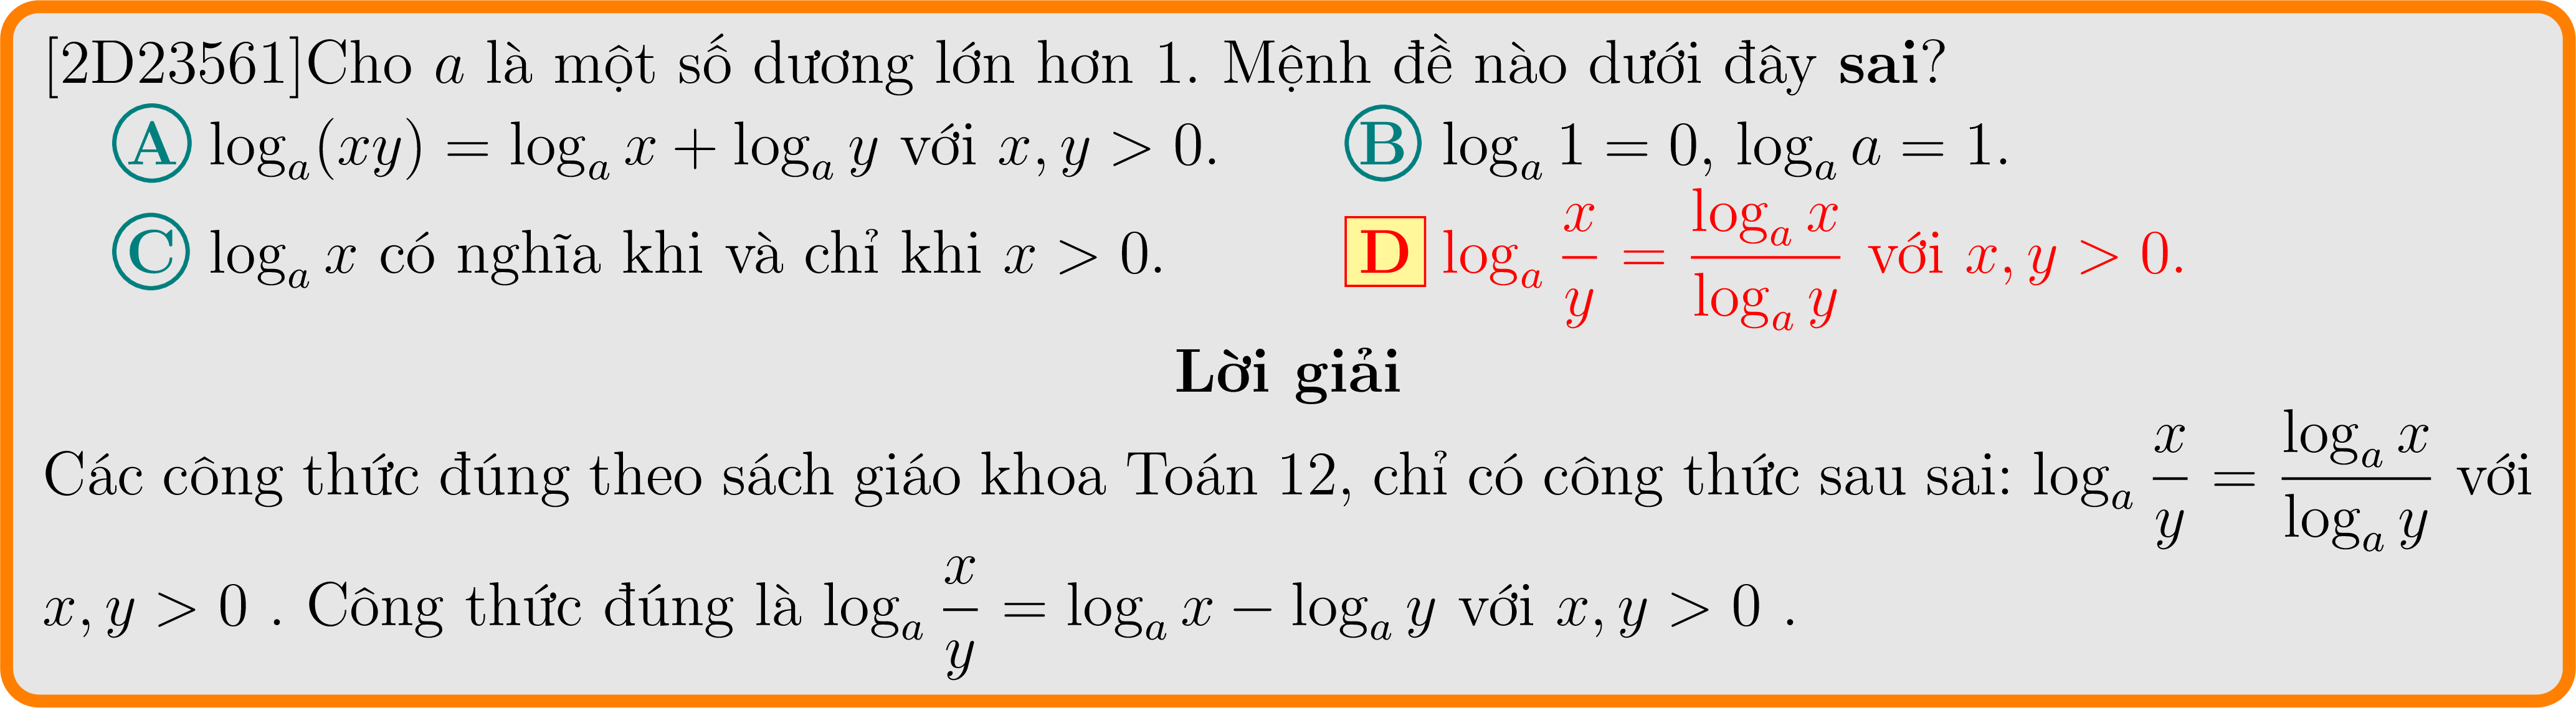 [2D23561]Cho a là một số dương lớn hơn 1. Mệnh đề nào dưới đây sai?
A log_a(xy) = log_a x + log_a y với x, y > 0. B log_a 1 = 0, log_a a = 1.
C log_a x có nghĩa khi và chỉ khi x > 0. D log_a \frac{x}{y} = \frac{log_a x}{log_a y} với x, y > 0.
Lời giải
Các công thức đúng theo sách giáo khoa Toán 12, chỉ có công thức sau sai: log_a \frac{x}{y} = \frac{log_a x}{log_a y} với
x, y > 0 . Công thức đúng là log_a \frac{x}{y} = log_a x − log_a y với x, y > 0 .